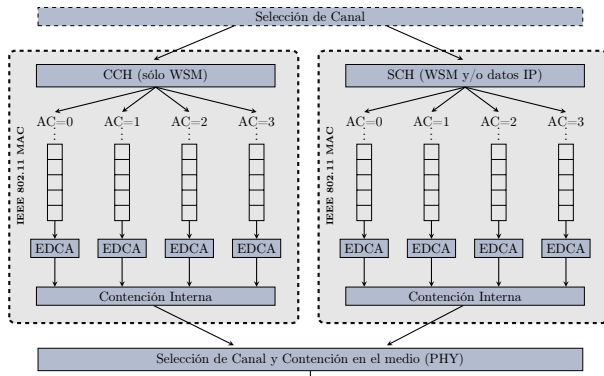 Selección de Canal
CCH (sólo WSM)
AC=0 AC=1 AC=2 AC=3
IEEE 802.11 MAC
EDCA EDCA EDCA EDCA
Contención Interna
SCH (WSM y/o datos IP)
AC=0 AC=1 AC=2 AC=3
IEEE 802.11 MAC
EDCA EDCA EDCA EDCA
Contención Interna
Selección de Canal y Contención en el medio (PHY)